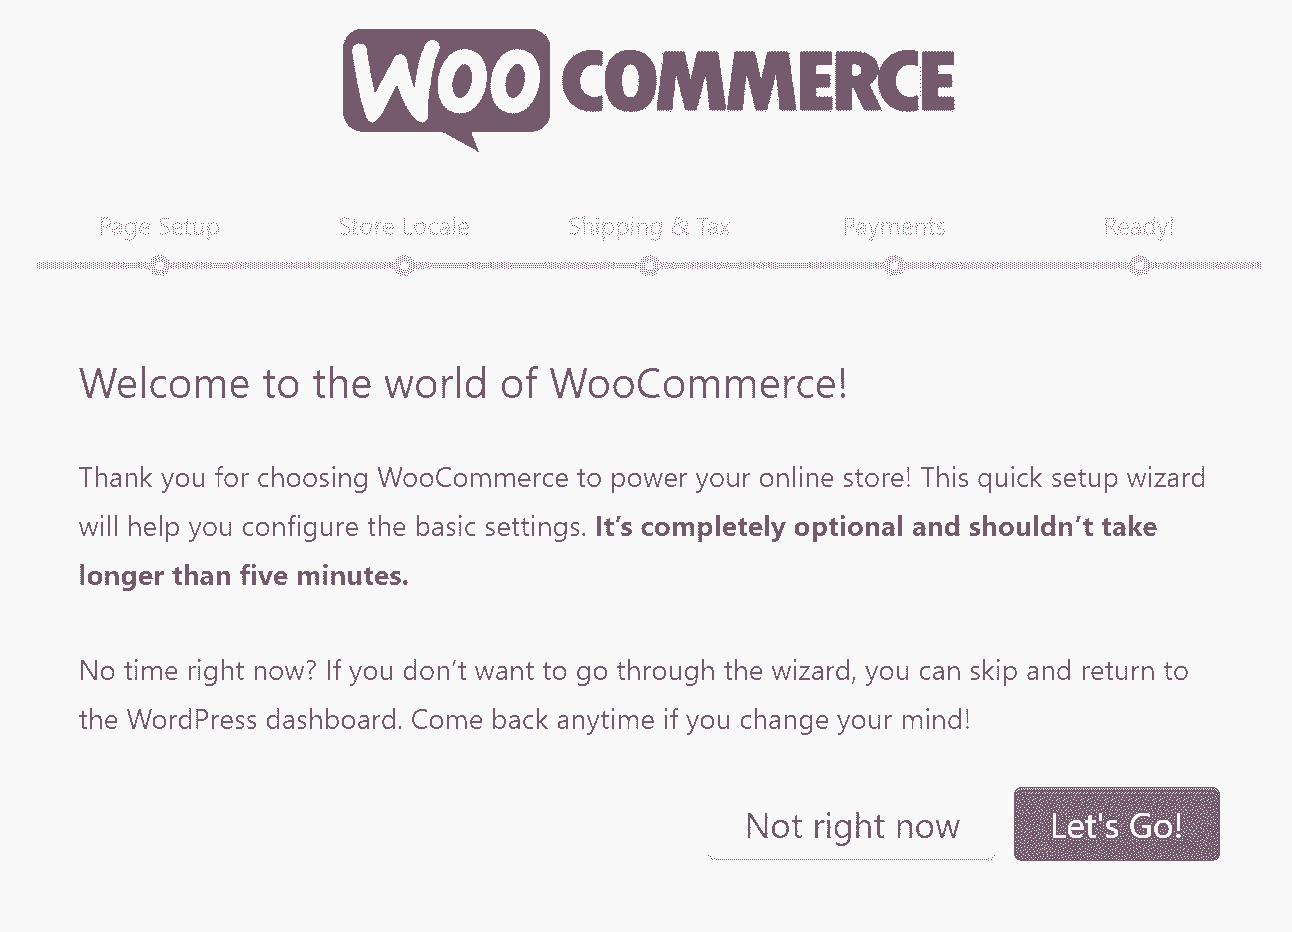 WOO COMMERCE
Page Setup Store Locale Shipping & Tax Payments Ready!
Welcome to the world of WooCommerce!
Thank you for choosing WooCommerce to power your online store! This quick setup wizard
will help you configure the basic settings. It’s completely optional and shouldn’t take
longer than five minutes.
No time right now? If you don’t want to go through the wizard, you can skip and return to
the WordPress dashboard. Come back anytime if you change your mind!
Not right now Let's Go!